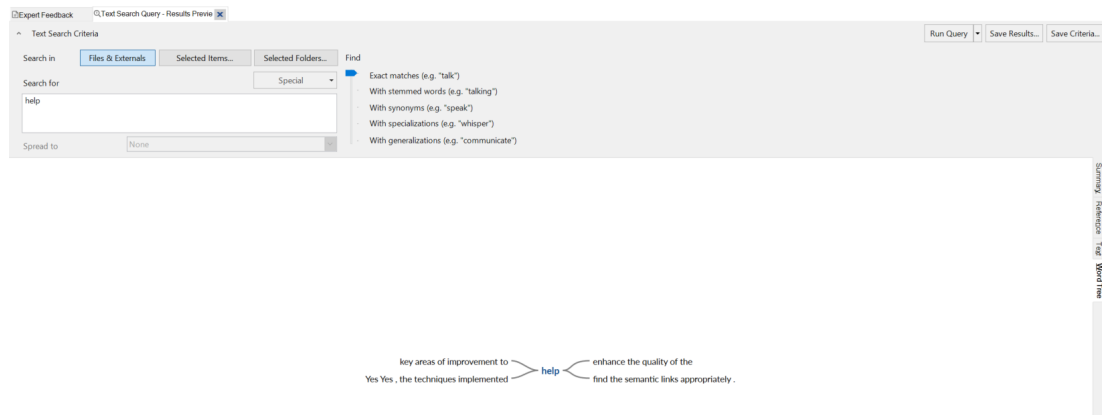 Expert Feedback
Text Search Query - Results Previe
Text Search Criteria
Run Query
Save Results...
Save Criteria...
Search in
Files & Externals
Selected Items...
Selected Folders...
Find
Search for
Special
Exact matches (e.g. "talk")
help
With stemmed words (e.g. "talking")
With synonyms (e.g. "speak")
With specializations (e.g. "whisper")
Spread to
None
With generalizations (e.g. "communicate")
Summary
Reference
Text
Word Tree
key areas of improvement to
enhance the quality of the
help
Yes Yes , the techniques implemented
find the semantic links appropriately .